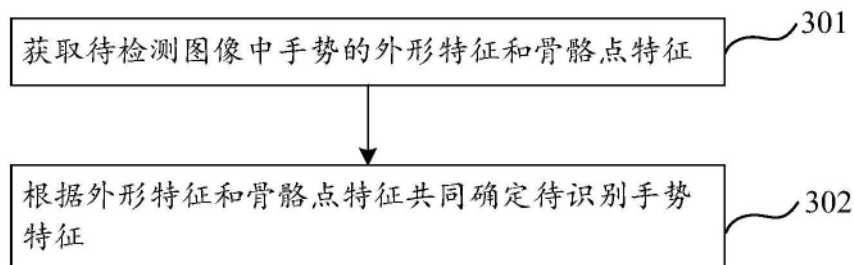 获取待检测图像中手势的外形特征和骨骼点特征
301
根据外形特征和骨骼点特征共同确定待识别手势
特征
302